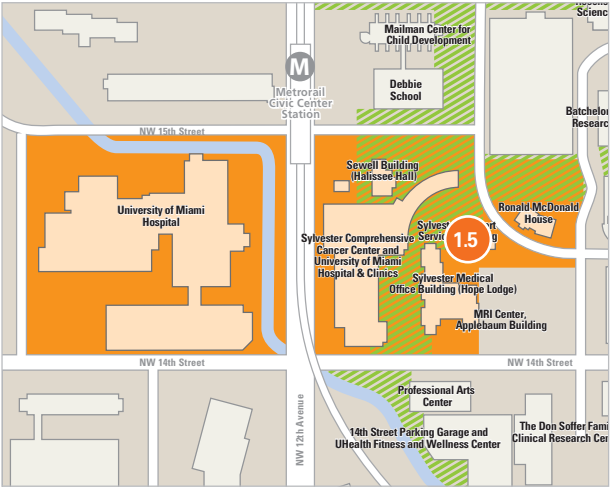 Scienc
Mailman Center for
Child Development
M
Metrorail
Civic Center
Station
Debbie
School
Batchelor
Researc
NW 15th Street
Sewell Building
(Halissee Hall)
University of Miami
Hospital
Ronald McDonald
House
1.5
Sylvester Comprehensive
Cancer Center and
University of Miami
Hospital & Clinics
Sylvester Medical
Office Building (Hope Lodge)
MRI Center,
Applebaum Building
NW 14th Street
NW 14th Street
NW 12th Avenue
Professional Arts
Center
14th Street Parking Garage and
UHealth Fitness and Wellness Center
The Don Soffer Fami
Clinical Research Cen